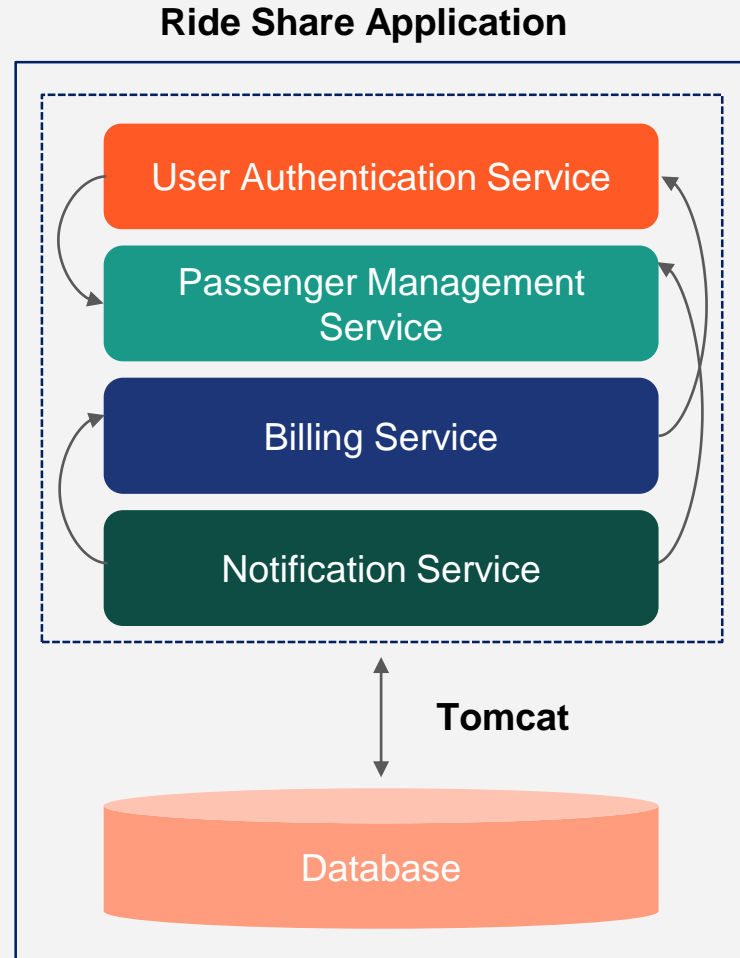 Ride Share Application
User Authentication Service
Passenger Management
Service
Billing Service
Notification Service
Tomcat
Database